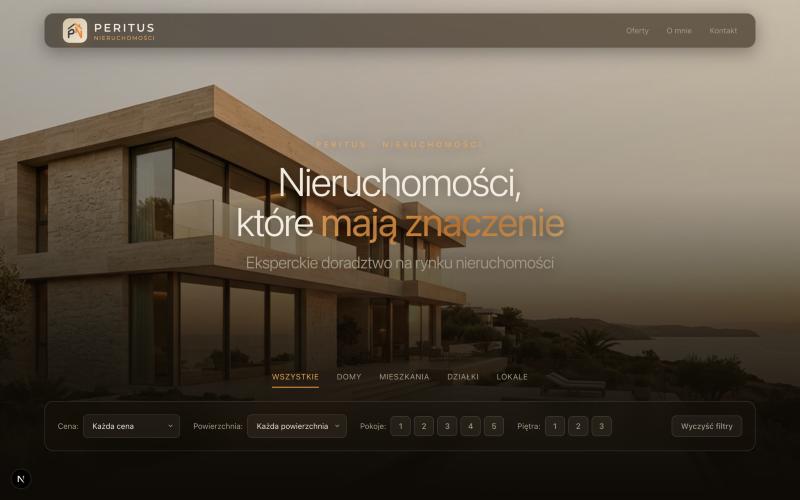 PERITUS
NIERUCHOMOŚCI
Oferty O mnie Kontakt
PERITUS NIERUCHOMOŚCI
Nieruchomości,
które mają znaczenie
Eksperckie doradztwo na rynku nieruchomości
WSZYSTKIE DOMY MIESZKANIA DZIAŁKI LOKALE
Cena: Każda cena Powierzchnia: Każda powierzchnia Pokoje: 1 2 3 4 5 Piętra: 1 2 3 Wyczyść filtry
N